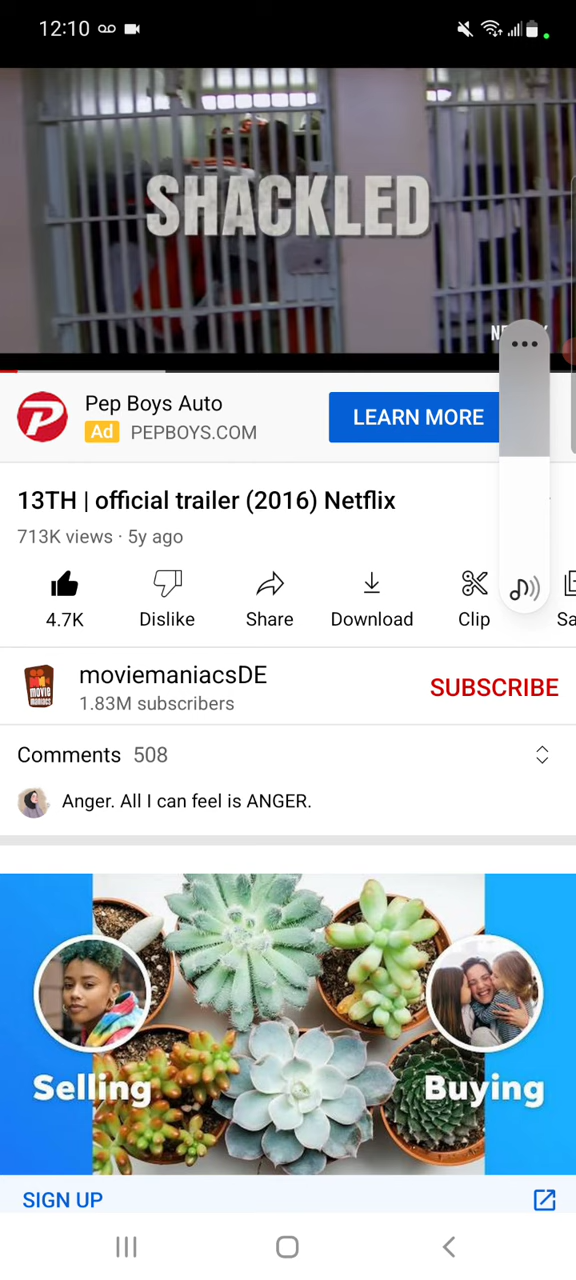 12:10
SHACKLED
Pep Boys Auto
Ad PEPBOYS.COM
LEARN MORE
13TH | official trailer (2016) Netflix
713K views · 5y ago
4.7K
Dislike
Share
Download
Clip
Sa
moviemaniacsDE
1.83M subscribers
SUBSCRIBE
Comments 508
Anger. All I can feel is ANGER.
Selling
Buying
SIGN UP